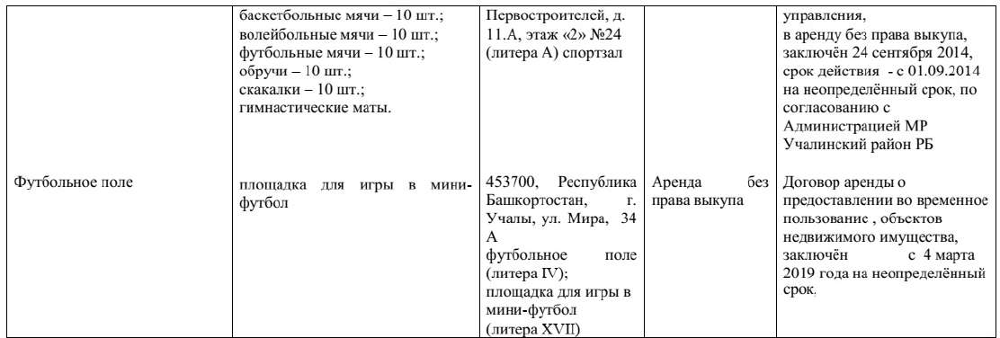 баскетбольные мячи – 10 шт.;
волейбольные мячи – 10 шт.;
футбольные мячи – 10 шт.;
обручи – 10 шт.;
скакалки – 10 шт.;
гимнастические маты.
Первостроителей, д.
11.А, этаж «2» №24
(литера А) спортзал
управления,
в аренду без права выкупа,
заключён 24 сентября 2014,
срок действия - с 01.09.2014
на неопределённый срок, по
согласованию с
Администрацией МР
Учалинский район РБ
Футбольное поле
площадка для игры в мини-
футбол
453700, Республика
Башкортостан, г.
Учалы, ул. Мира, 34
А
футбольное поле
(литера IV);
площадка для игры в
мини-футбол
(литера XVII)
Аренда без
права выкупа
Договор аренды о
предоставлении во временное
пользование , объектов
недвижимого имущества,
заключён с 4 марта
2019 года на неопределённый
срок.